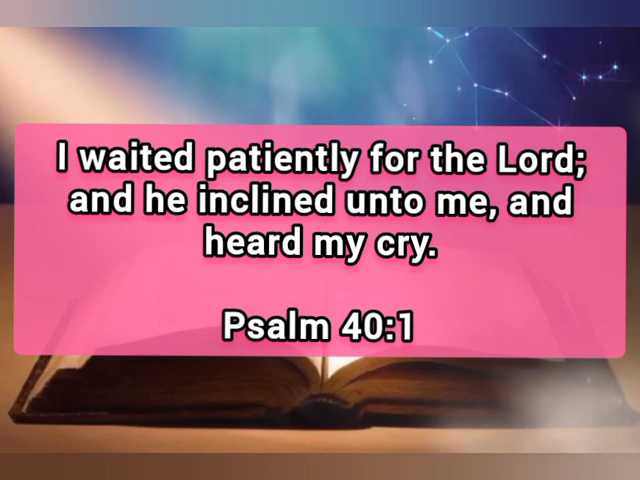 I waited patiently for the Lord;
and he inclined unto me, and
heard my cry.
Psalm 40:1